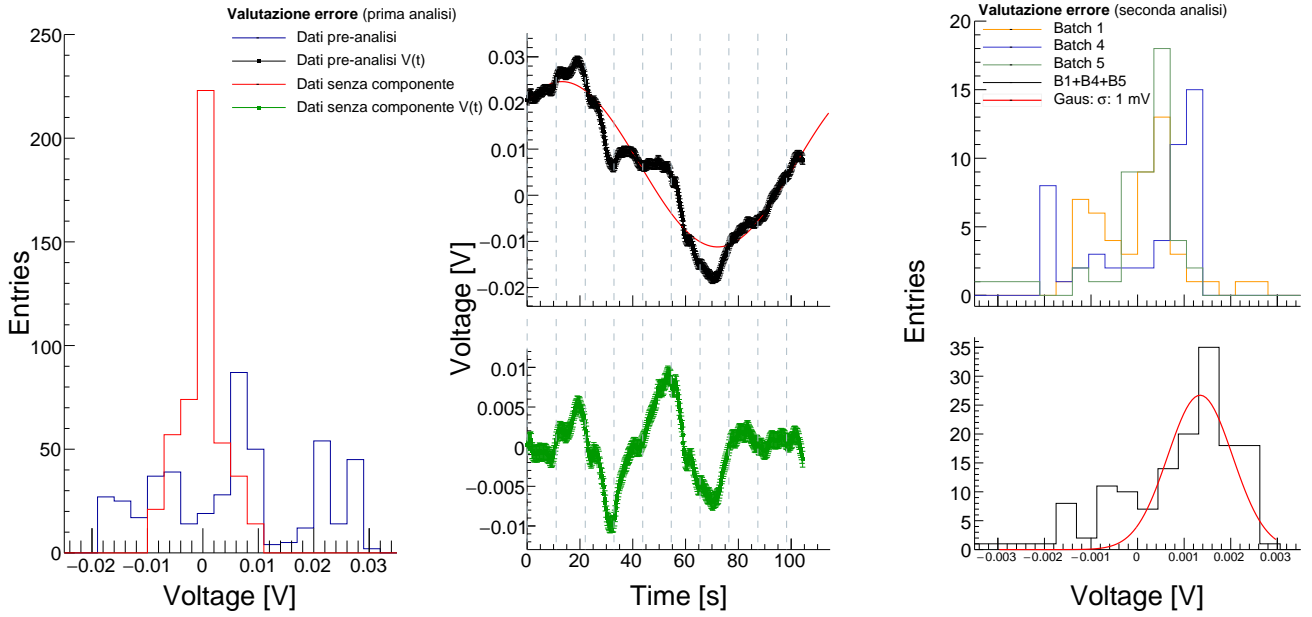 Valutazione errore (prima analisi)
Dati pre-analisi
Dati pre-analisi V(t)
Dati senza componente
Dati senza componente V(t)
250
200
150
100
50
0
Entries
−0.02
−0.01
0
0.01
0.02
0.03
Voltage [V]
0.03
0.02
0.01
0
−0.01
−0.02
Voltage [V]
0.01
0.005
0
−0.005
−0.01
0
20
40
60
80
100
Time [s]
Valutazione errore (seconda analisi)
Batch 1
Batch 4
Batch 5
B1+B4+B5
Gaus: σ: 1 mV
20
15
10
5
0
Entries
35
30
25
20
15
10
5
0
−0.003
−0.002
−0.001
0
0.001
0.002
0.003
Voltage [V]